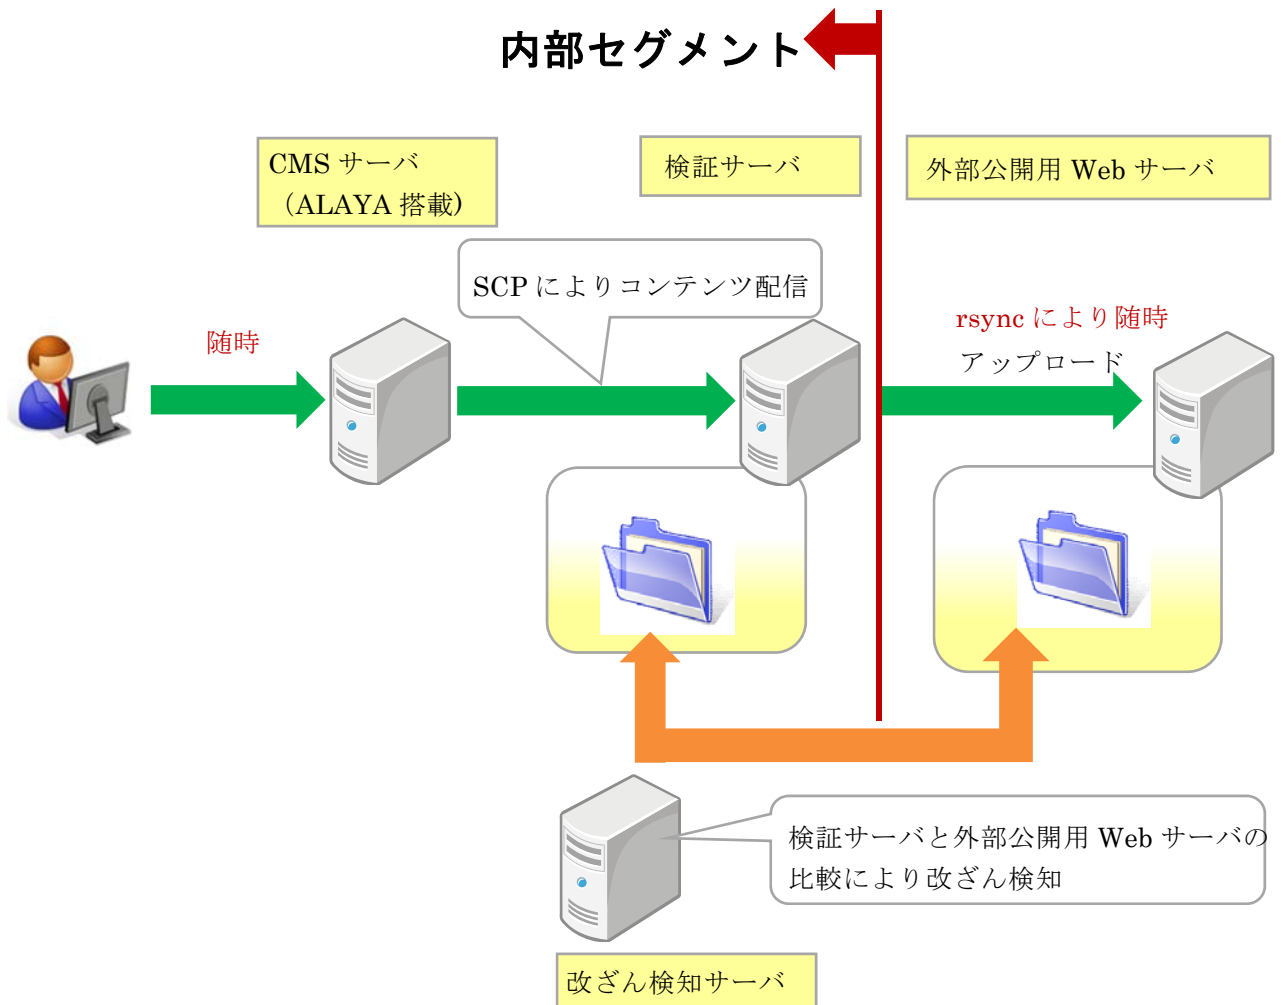 内部セグメント
CMS サーバ
（ALAYA 搭載)
検証サーバ
外部公開用 Web サーバ
SCP によりコンテンツ配信
随時
rsync により随時
アップロード
検証サーバと外部公開用 Web サーバの
比較により改ざん検知
改ざん検知サーバ